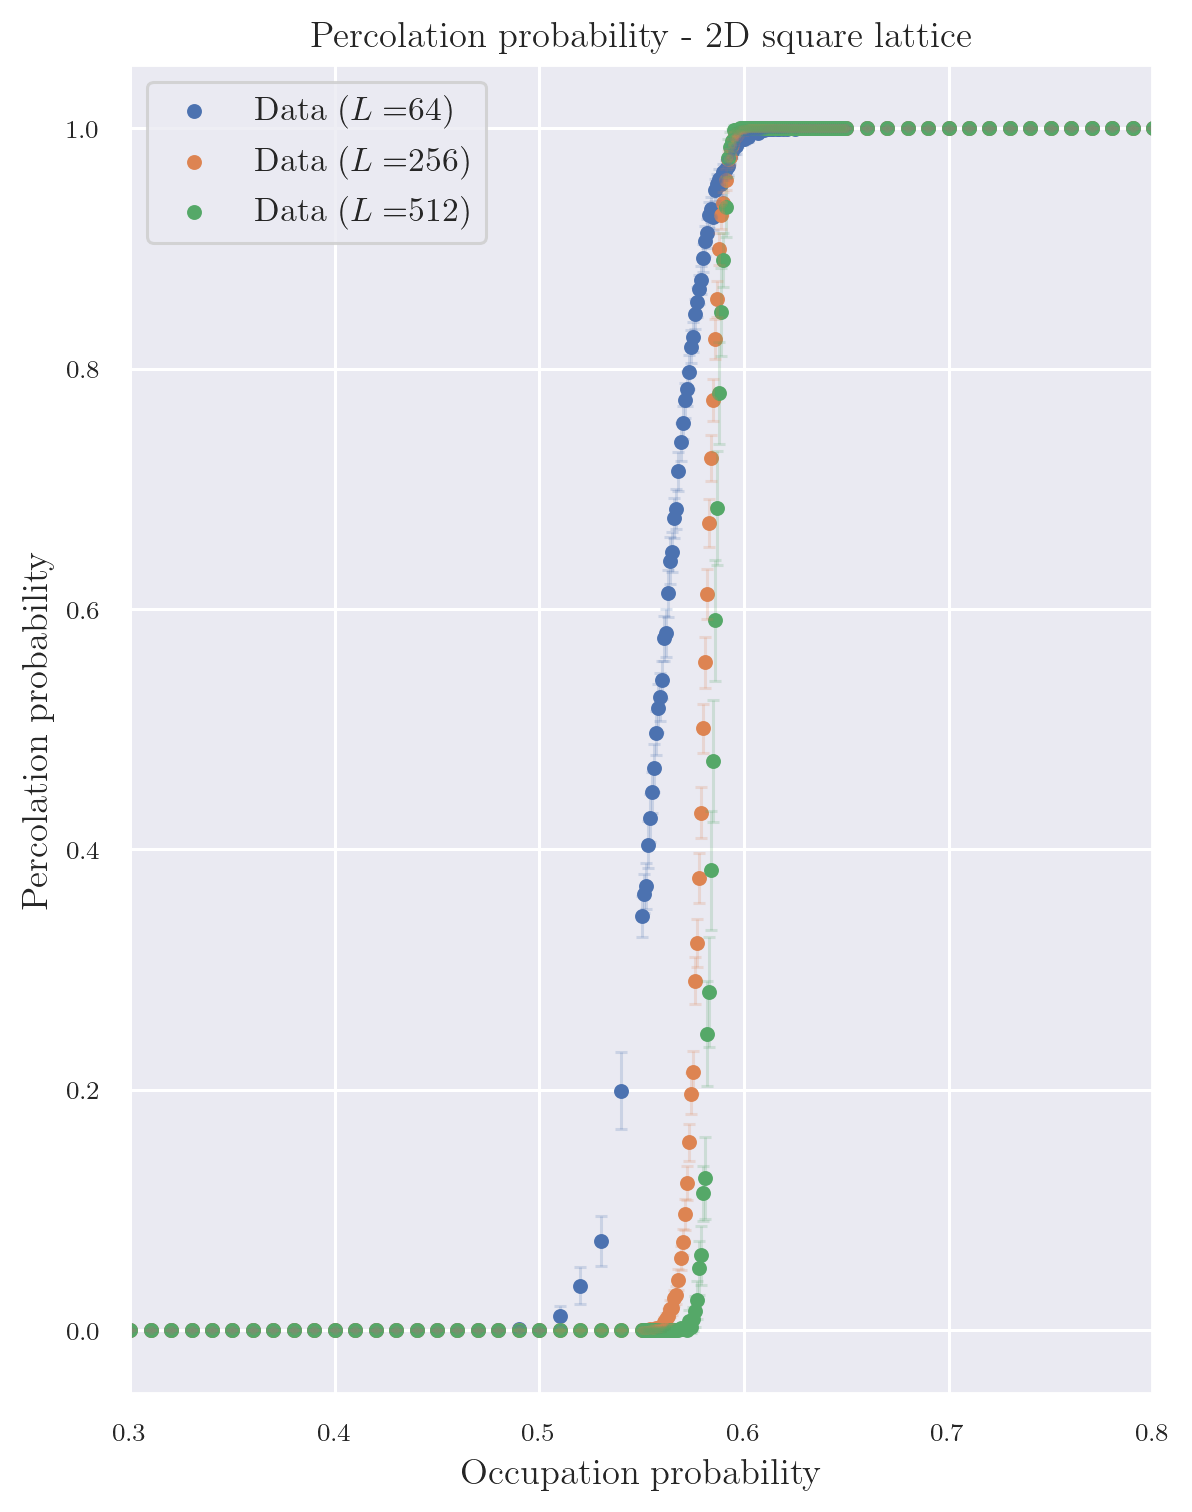 Percolation probability - 2D square lattice
Data (L =64)
Data (L =256)
Data (L =512)
Percolation probability
1.0
0.8
0.6
0.4
0.2
0.0
0.3 0.4 0.5 0.6 0.7 0.8
Occupation probability